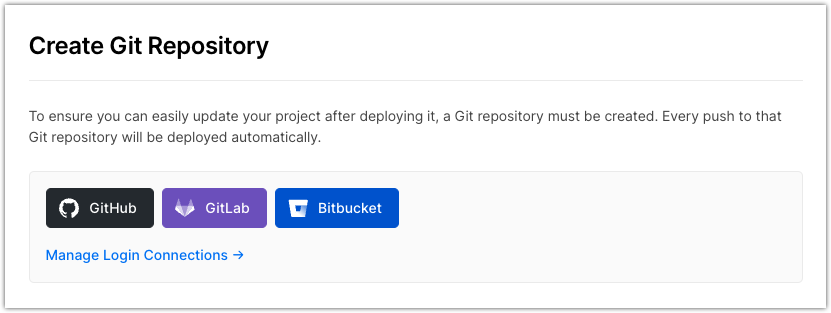 Create Git Repository
To ensure you can easily update your project after deploying it, a Git repository must be created. Every push to that
Git repository will be deployed automatically.
GitHub GitLab Bitbucket
Manage Login Connections →